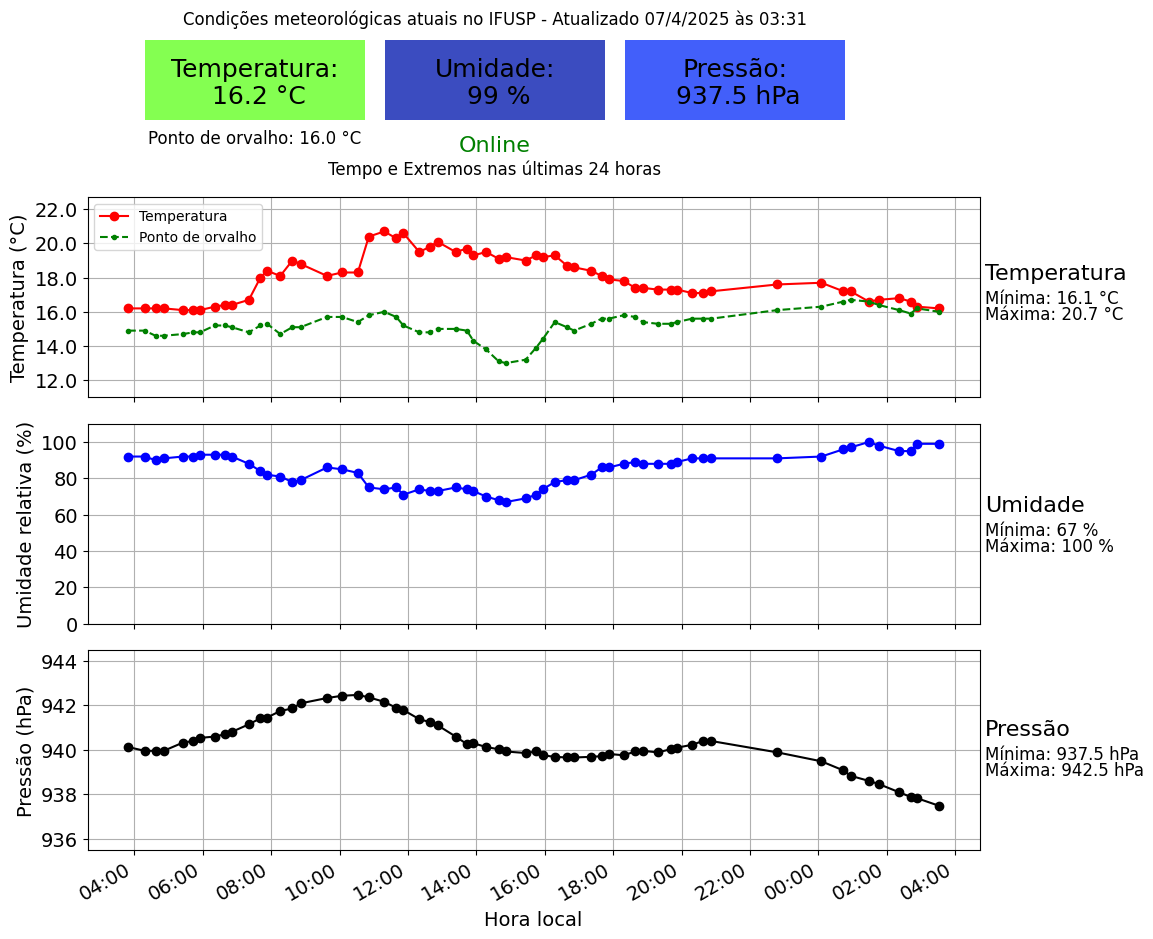 Condições meteorológicas atuais no IFUSP - Atualizado 07/4/2025 às 03:31
Temperatura:
16.2 °C
Umidade:
99 %
Pressão:
937.5 hPa
Ponto de orvalho: 16.0 °C
Online
Tempo e Extremos nas últimas 24 horas
Temperatura (°C)
22.0
20.0
18.0
16.0
14.0
12.0
Temperatura
Ponto de orvalho
Temperatura
Mínima: 16.1 °C
Máxima: 20.7 °C
Umidade relativa (%)
100
80
60
40
20
0
Umidade
Mínima: 67 %
Máxima: 100 %
Pressão (hPa)
944
942
940
938
936
Pressão
Mínima: 937.5 hPa
Máxima: 942.5 hPa
04:00 06:00 08:00 10:00 12:00 14:00 16:00 18:00 20:00 22:00 00:00 02:00 04:00
Hora local